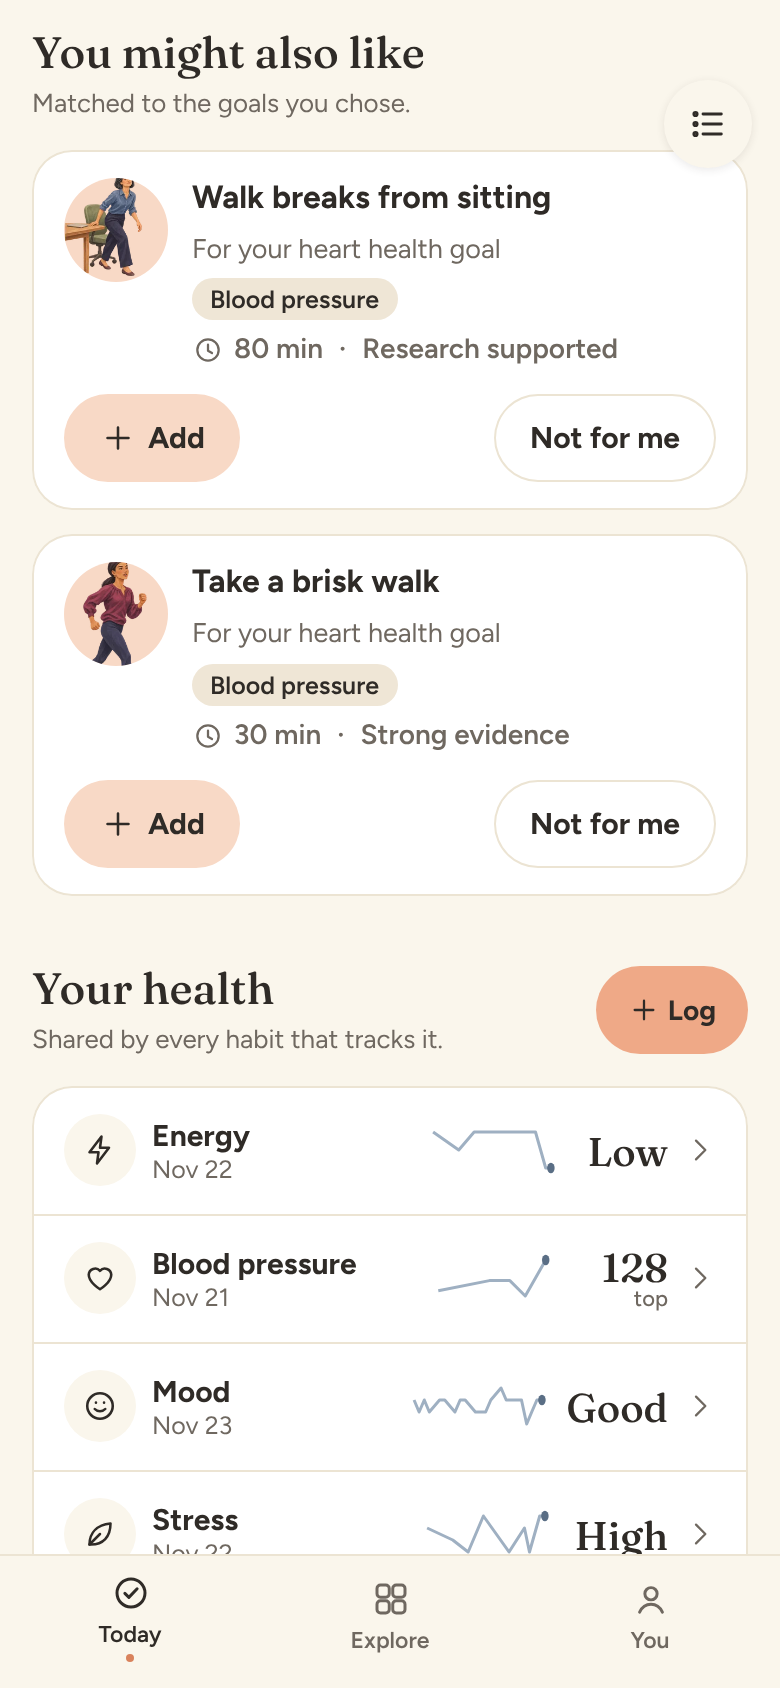 You might also like
Matched to the goals you chose.
Walk breaks from sitting
For your heart health goal
Blood pressure
80 min · Research supported
+ Add
Not for me
Take a brisk walk
For your heart health goal
Blood pressure
30 min · Strong evidence
+ Add
Not for me
Your health
+ Log
Shared by every habit that tracks it.
Energy
Low
Nov 22
Blood pressure
128
Nov 21
top
Mood
Good
Nov 23
Stress
High
Nov 22
Today
Explore
You